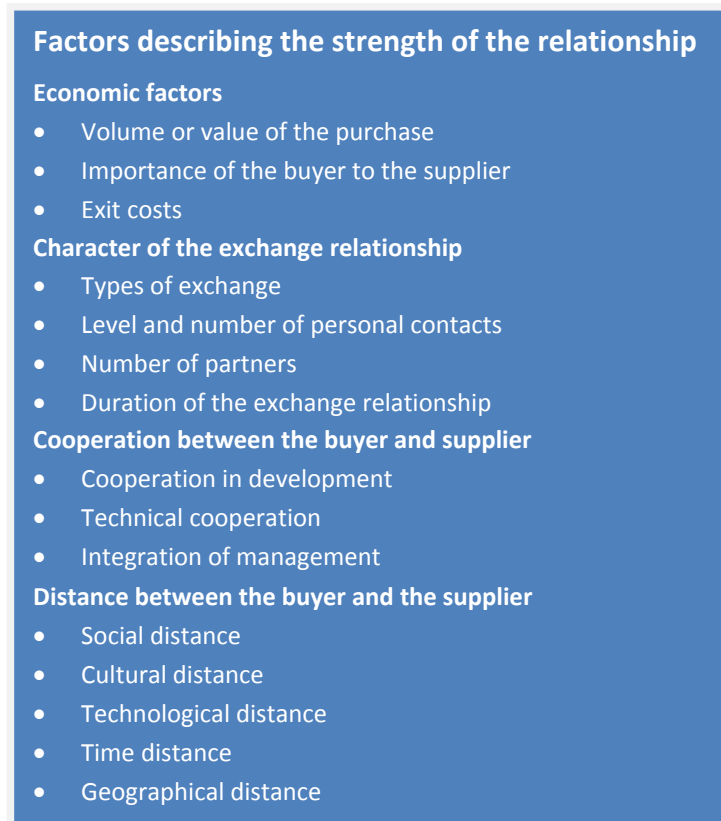 Factors describing the strength of the relationship
Economic factors
• Volume or value of the purchase
• Importance of the buyer to the supplier
• Exit costs
Character of the exchange relationship
• Types of exchange
• Level and number of personal contacts
• Number of partners
• Duration of the exchange relationship
Cooperation between the buyer and supplier
• Cooperation in development
• Technical cooperation
• Integration of management
Distance between the buyer and the supplier
• Social distance
• Cultural distance
• Technological distance
• Time distance
• Geographical distance